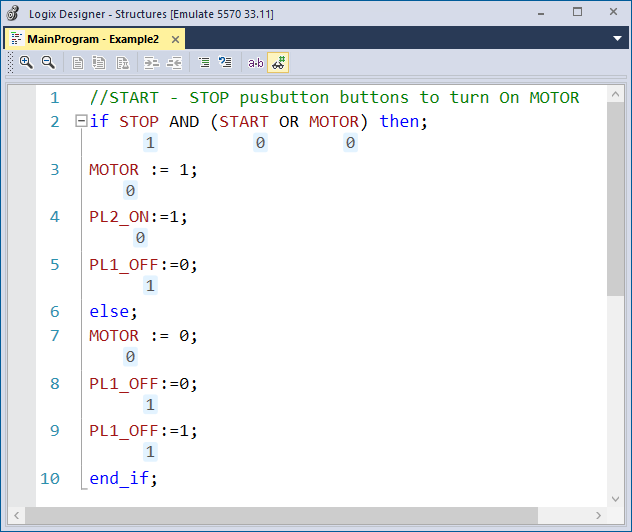 Logix Designer - Structures [Emulate 5570 33.11]
MainProgram - Example2
a•b
1 //START - STOP pusbutton buttons to turn On MOTOR
2 if STOP AND (START OR MOTOR) then;
1 0 0
3 MOTOR := 1;
0
4 PL2_ON:=1;
0
5 PL1_OFF:=0;
1
6 else;
7 MOTOR := 0;
0
8 PL1_OFF:=0;
1
9 PL1_OFF:=1;
1
10 end_if;